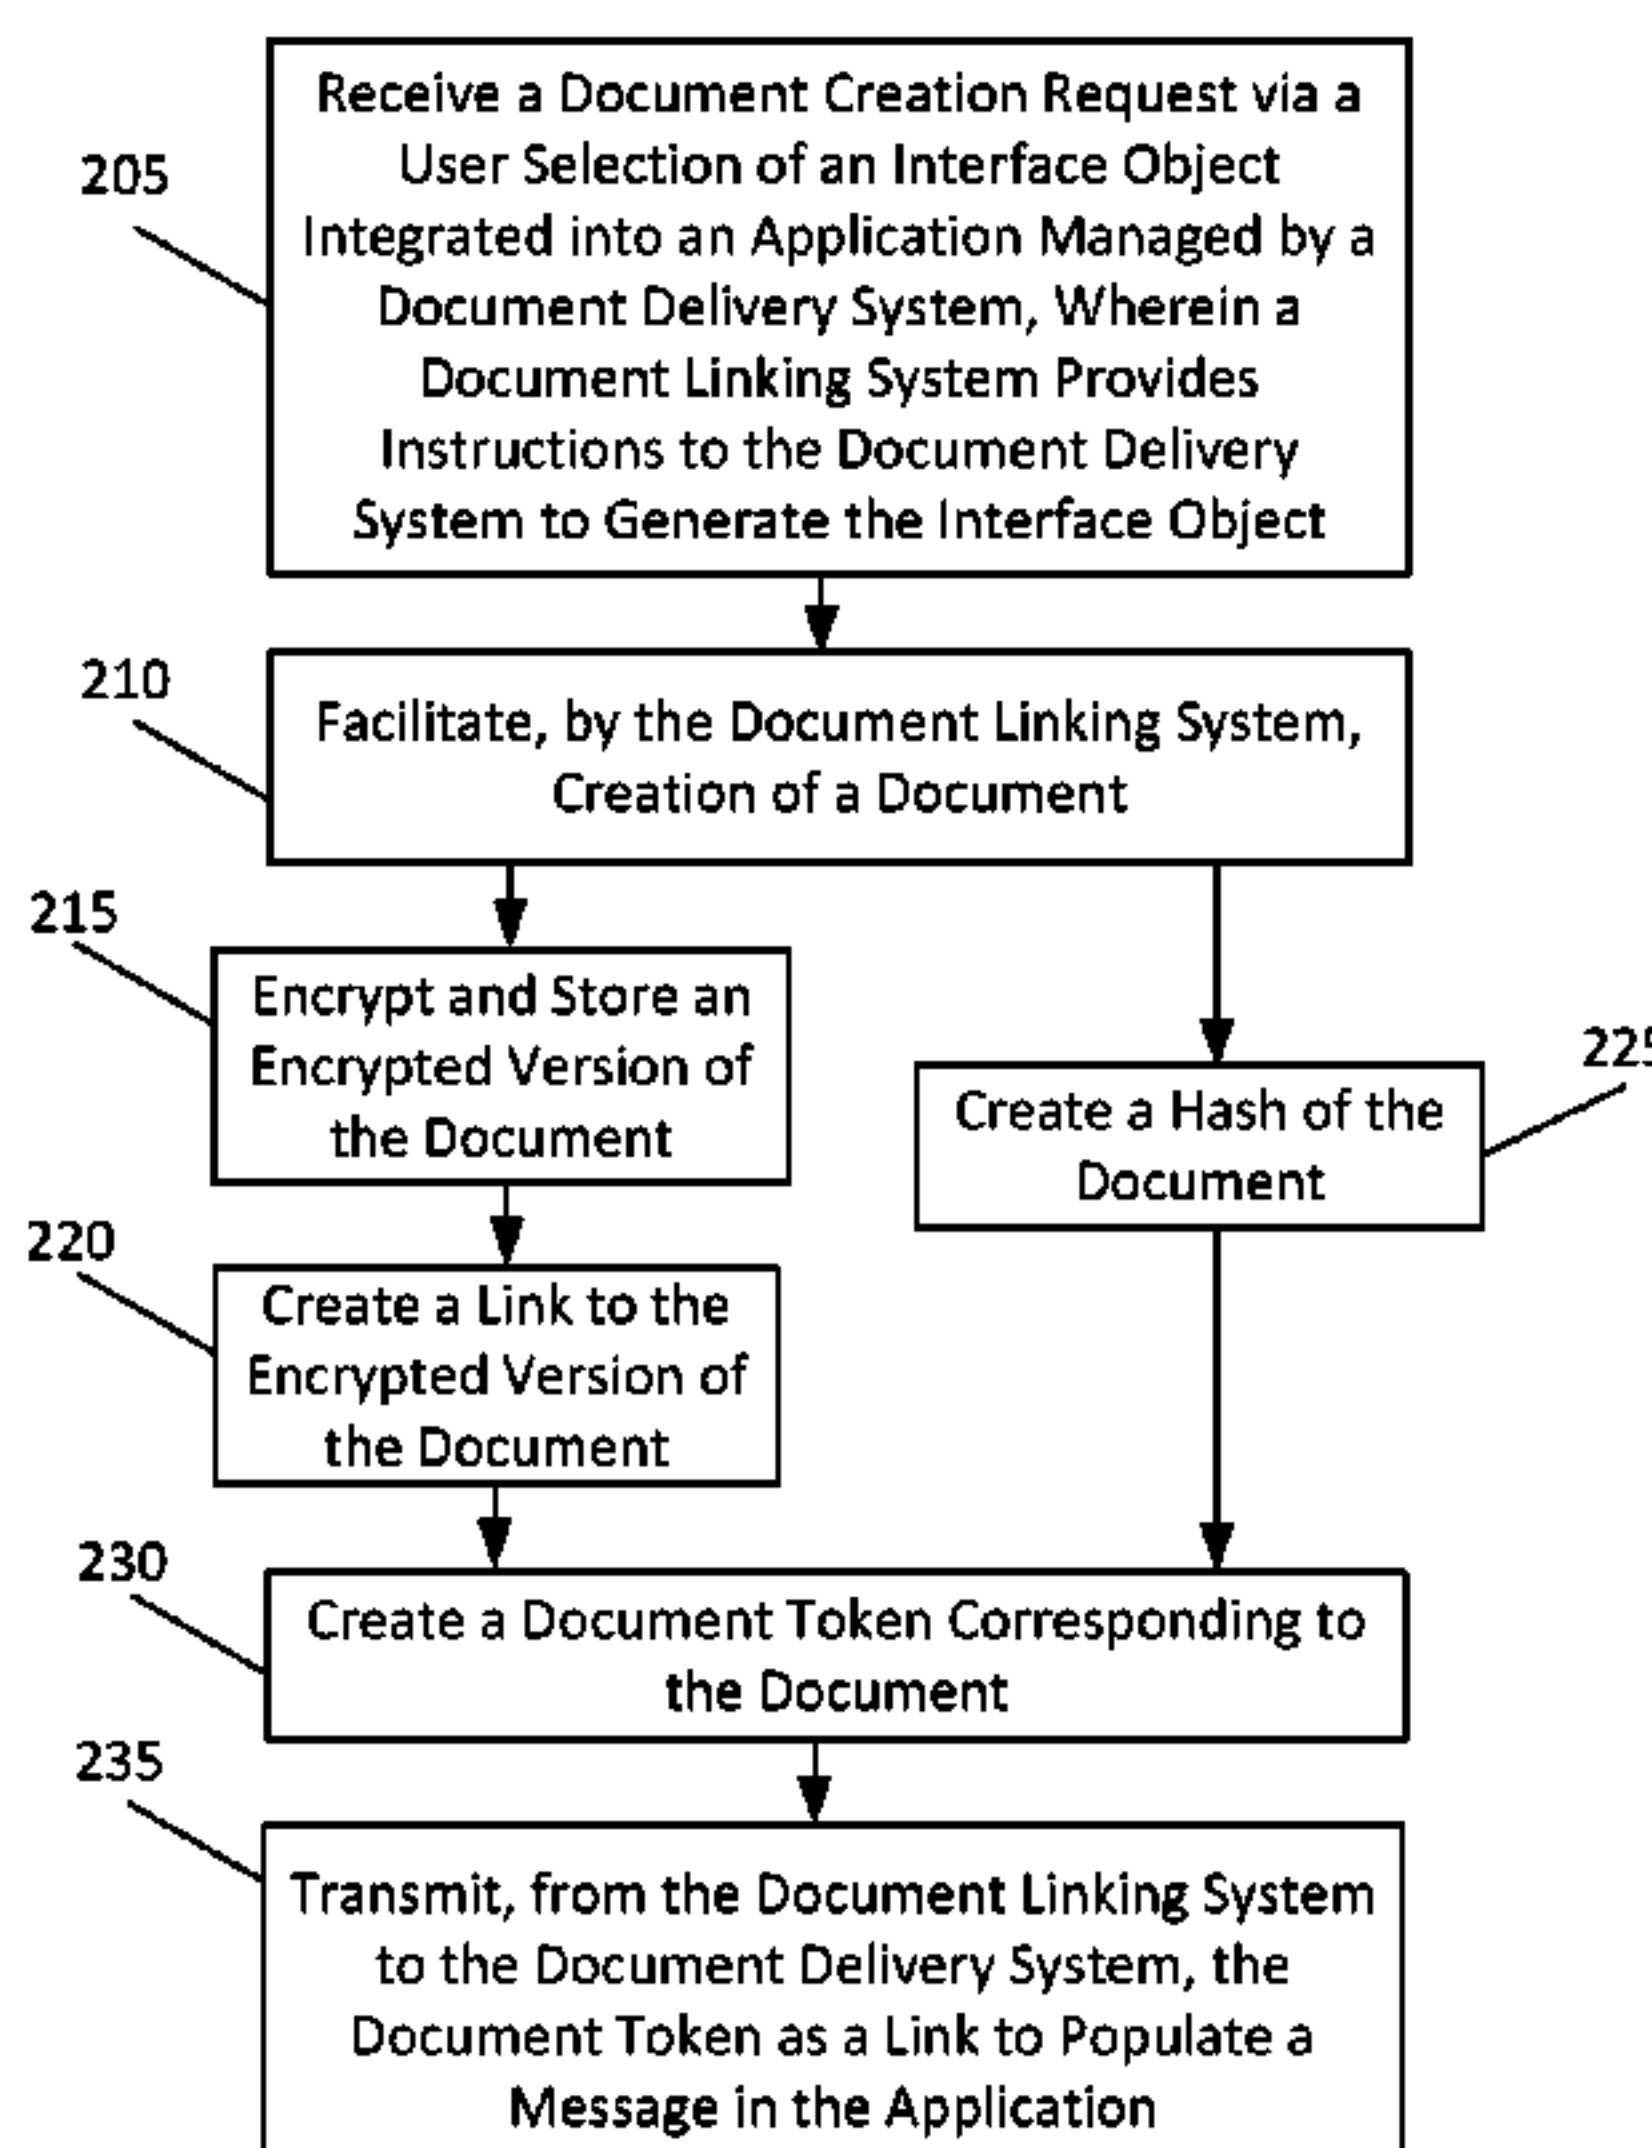 205
Receive a Document Creation Request via a
User Selection of an Interface Object
Integrated into an Application Managed by a
Document Delivery System, Wherein a
Document Linking System Provides
Instructions to the Document Delivery
System to Generate the Interface Object
210
Facilitate, by the Document Linking System,
Creation of a Document
215
Encrypt and Store an
Encrypted Version of
the Document
225
Create a Hash of the
Document
220
Create a Link to the
Encrypted Version of
the Document
230
Create a Document Token Corresponding to
the Document
235
Transmit, from the Document Linking System
to the Document Delivery System, the
Document Token as a Link to Populate a
Message in the Application